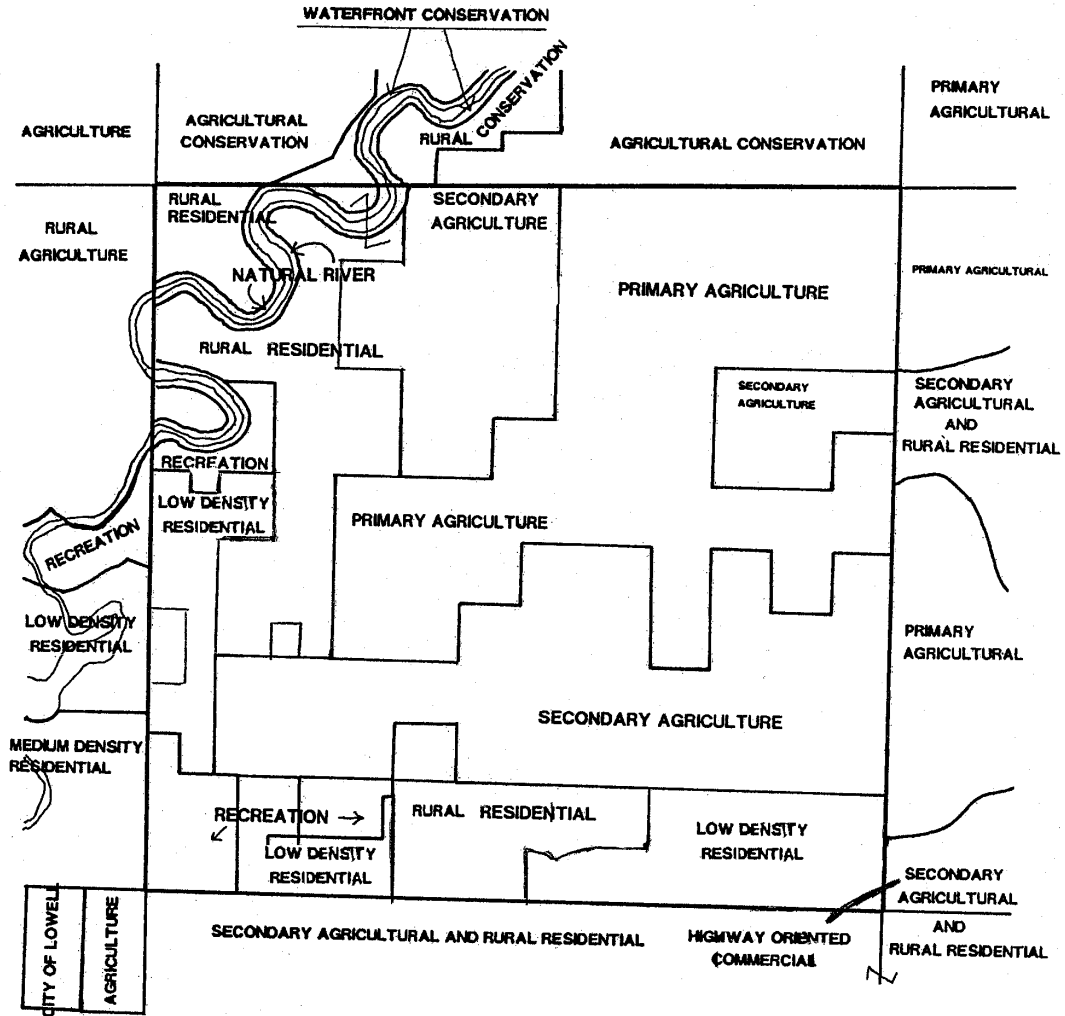 WATERFRONT CONSERVATION
RURAL CONSERVATION
PRIMARY
AGRICULTURAL
AGRICULTURE
AGRICULTURAL
CONSERVATION
AGRICULTURAL CONSERVATION
RURAL
RESIDENTIAL
SECONDARY
AGRICULTURE
RURAL
AGRICULTURE
NATURAL RIVER
PRIMARY AGRICULTURE
PRIMARY AGRICULTURAL
RURAL RESIDENTIAL
SECONDARY
AGRICULTURE
SECONDARY
AGRICULTURAL
AND
RURAL RESIDENTIAL
RECREATION
LOW DENSITY
RESIDENTIAL
PRIMARY AGRICULTURE
RECREATION
LOW DENSITY
RESIDENTIAL
PRIMARY
AGRICULTURAL
SECONDARY AGRICULTURE
MEDIUM DENSITY
RESIDENTIAL
RECREATION
RURAL RESIDENTIAL
LOW DENSITY
RESIDENTIAL
LOW DENSITY
RESIDENTIAL
SECONDARY
AGRICULTURAL
AND
RURAL RESIDENTIAL
CITY OF LOWELL
AGRICULTURE
SECONDARY AGRICULTURAL AND RURAL RESIDENTIAL
HIGHWAY ORIENTED
COMMERCIAL